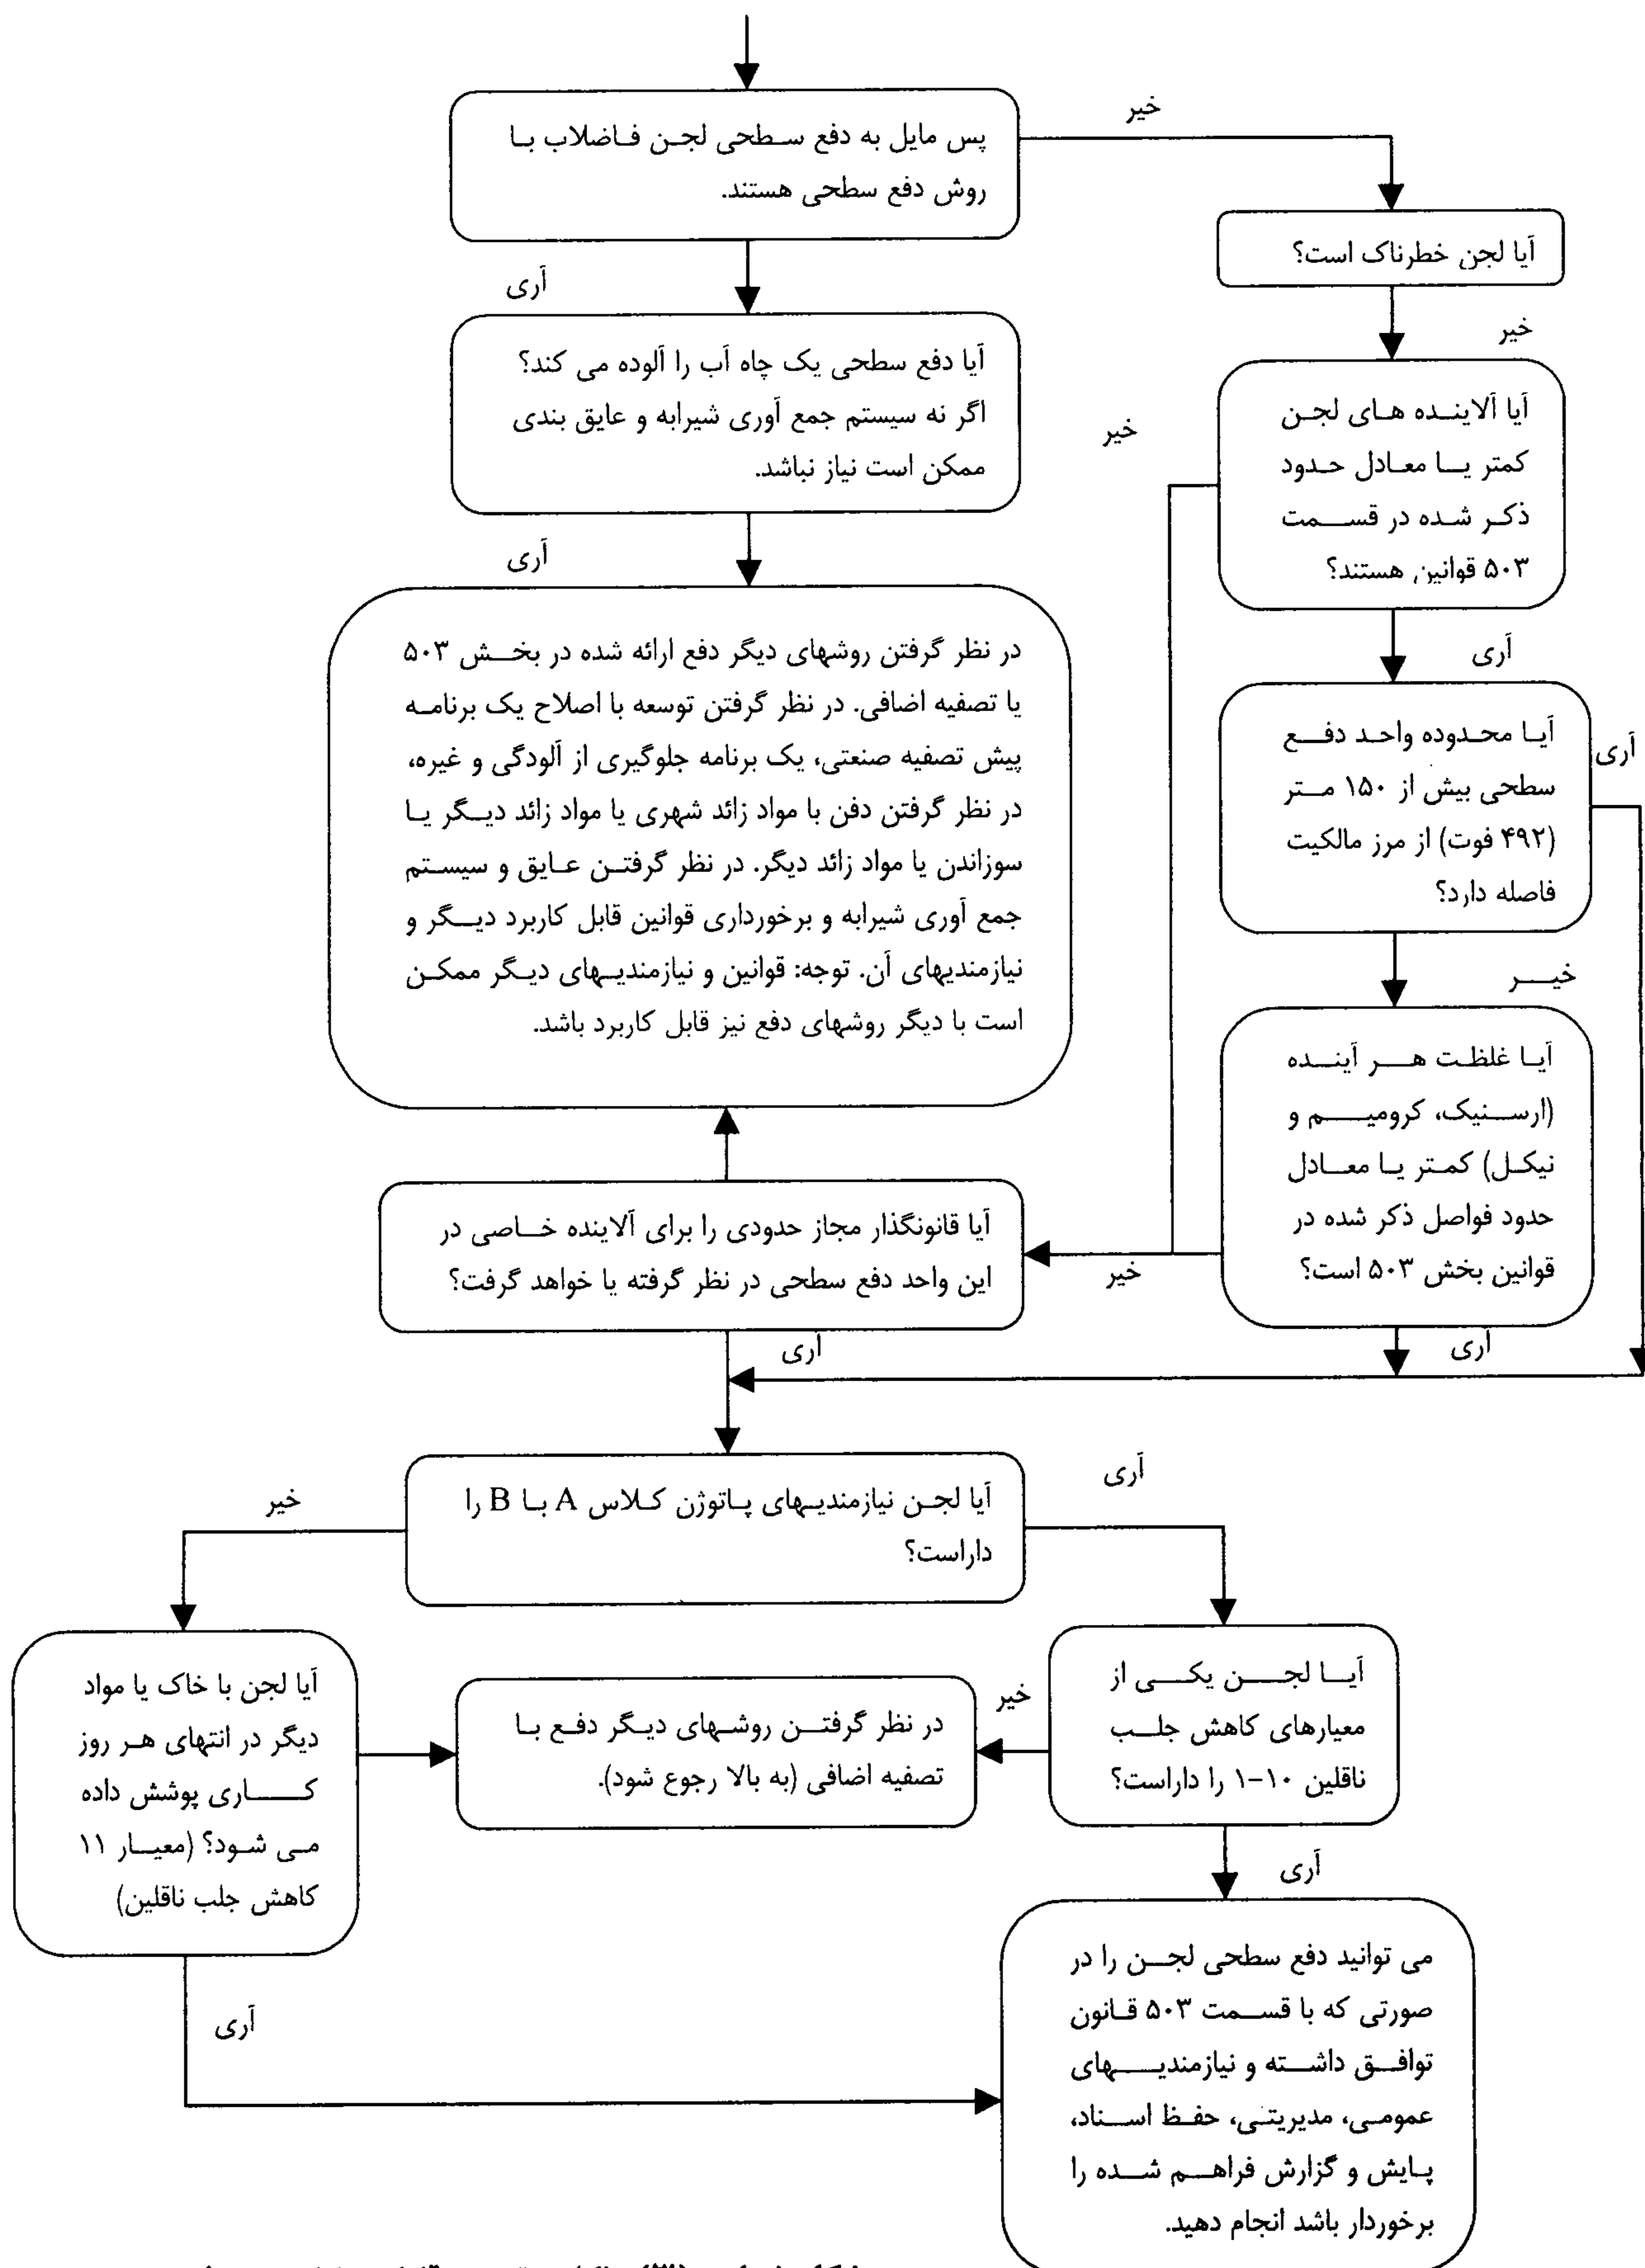 خیر
پس مایل به دفع سطحی لجن فاضلاب با
روش دفع سطحی هستند.
آیا لجن خطرناک است؟
آری
خیر
آیا دفع سطحی یک چاه آب را آلوده می کند؟
اگر نه سیستم جمع آوری شیرابه و عایق بندی
ممکن است نیاز نباشد.
آیا آلاینده های لجن
کمتر یا معادل حدود
ذکر شده در قسمت
۵۰۳ قوانین هستند؟
خیر
آری
آری
در نظر گرفتن روشهای دیگر دفع ارائه شده در بخش ۵۰۳
یا تصفیه اضافی. در نظر گرفتن توسعه با اصلاح یک برنامه
پیش تصفیه صنعتی، یک برنامه جلوگیری از آلودگی و غیره،
در نظر گرفتن دفن با مواد زائد شهری یا مواد زائد دیگر یا
سوزاندن یا مواد زائد دیگر. در نظر گرفتن عایق و سیستم
جمع آوری شیرابه و برخورداری قوانین قابل کاربرد دیگر و
نیازمندیهای آن. توجه: قوانین و نیازمندیهای دیگر ممکن
است با دیگر روشهای دفع نیز قابل کاربرد باشد.
آیا محدوده واحد دفع
سطحی بیش از ۱۵۰ متر
(۴۹۲ فوت) از مرز مالکیت
فاصله دارد؟
آری
خیر
آیا غلظت هر آینده
(ارسنیک، کرومیم و
نیکل) کمتر یا معادل
حدود فواصل ذکر شده در
قوانین بخش ۵۰۳ است؟
آیا قانونگذار مجاز حدودی را برای آلاینده خاصی در
این واحد دفع سطحی در نظر گرفته یا خواهد گرفت؟
خیر
آری
آری
آیا لجن نیازمندیهای پاتوژن کلاس A با B را
داراست؟
آری
خیر
آیا لجن یکی از
معیارهای کاهش جلب
ناقلین ۱۰-۱ را داراست؟
خیر
در نظر گرفتن روشهای دیگر دفع با
تصفیه اضافی (به بالا رجوع شود).
آیا لجن با خاک یا مواد
دیگر در انتهای هر روز
کاری پوشش داده
می شود؟ (معیار ۱۱
کاهش جلب ناقلین)
آری
آری
می توانید دفع سطحی لجن را در
صورتی که با قسمت ۵۰۳ قانون
توافق داشته و نیازمندیهای
عمومی، مدیریتی، حفظ اسناد،
پایش و گزارش فراهم شده را
برخوردار باشد انجام دهید.